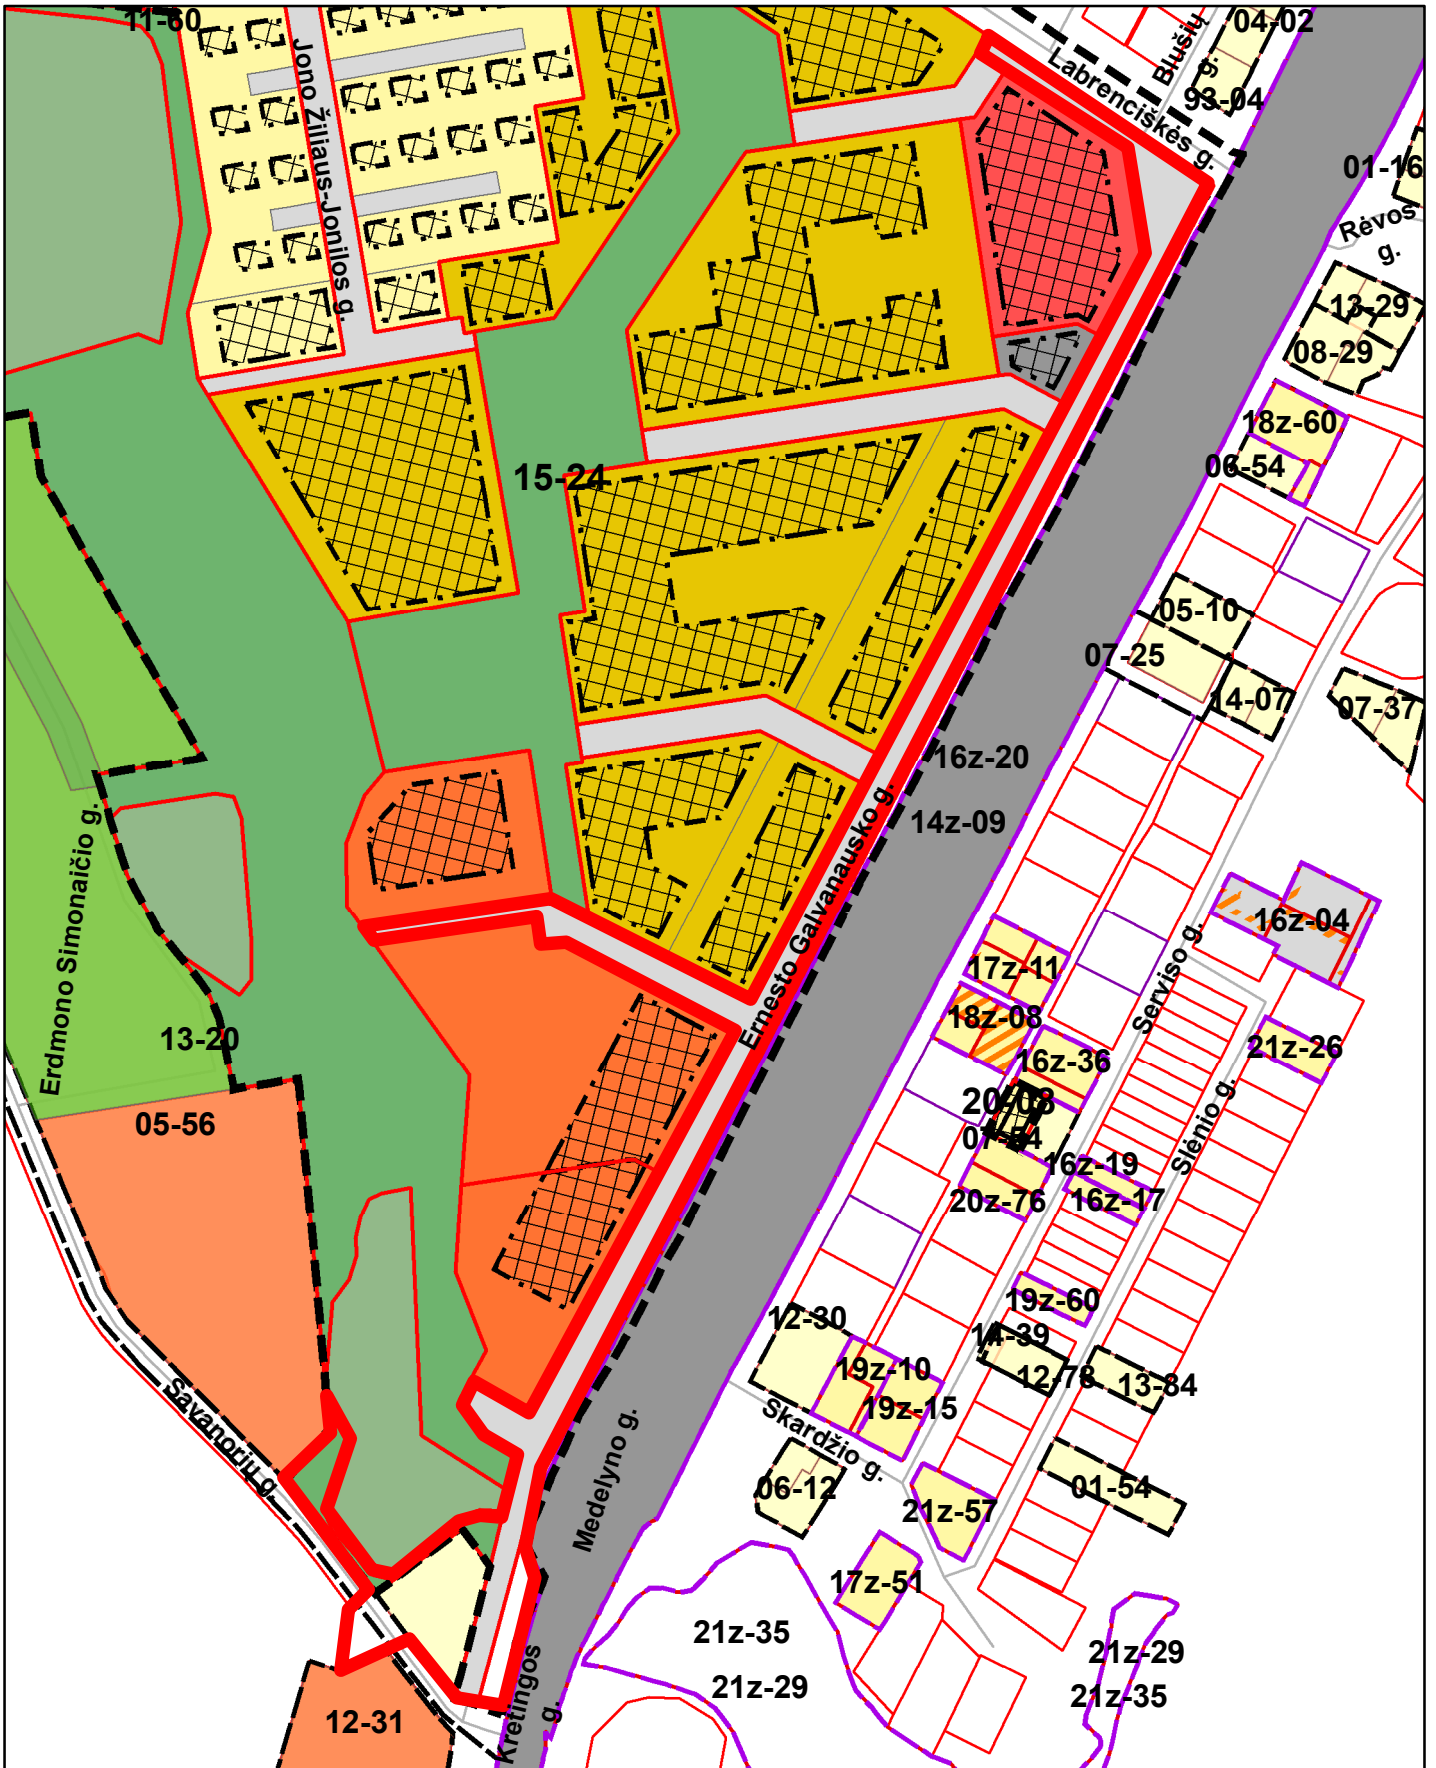 11-60
04-02
Blušių
g.
Labrenciškės g.
93-04
Jono Žiliaus-Jonilos g.
01-16
Rėvos
g.
13-29
08-29
18z-60
06-54
15-24
05-10
07-25
14-07
07-37
16z-20
14z-09
Ernesto Galvanausko g.
Erdmono Simonaičio g.
16z-04
17z-11
Serviso g.
18z-08
13-20
21z-26
16z-36
20-08
05-56
07-54
16z-19
Slėnio g.
16z-17
20z-76
19z-60
12-30
14-39
19z-10
12-78
13-84
19z-15
Savanorių g.
Skardžio g.
Medelyno g.
06-12
01-54
21z-57
17z-51
21z-35
21z-29
21z-29
21z-35
12-31
Kretingos
g.